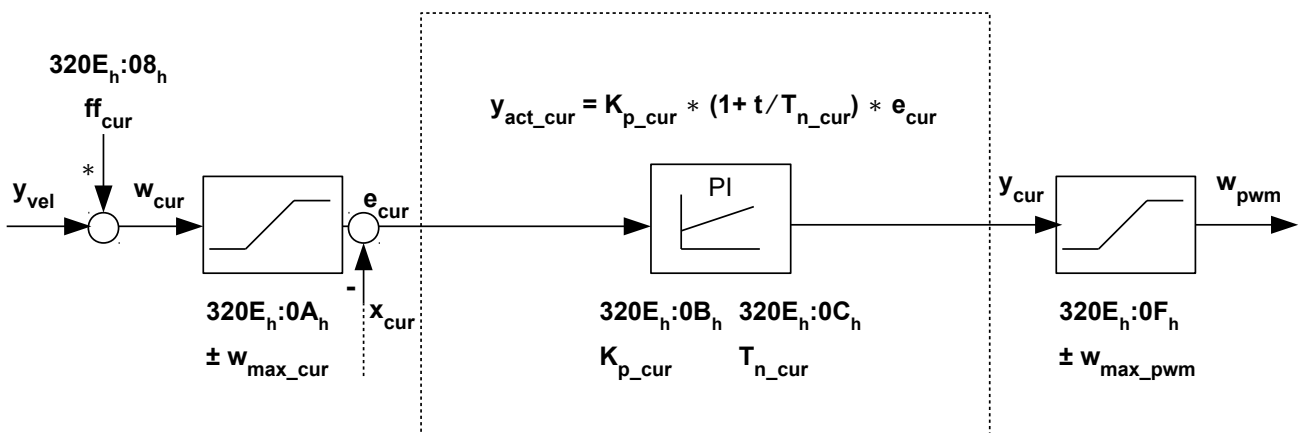 320E_h:08_h
ff_cur
y_act_cur = K_p_cur * (1+ t/T_n_cur) * e_cur
*
y_vel
w_cur
e_cur
PI
y_cur
w_pwm
-
x_cur
320E_h:0A_h
± w_max_cur
320E_h:0B_h 320E_h:0C_h
K_p_cur T_n_cur
320E_h:0F_h
± w_max_pwm